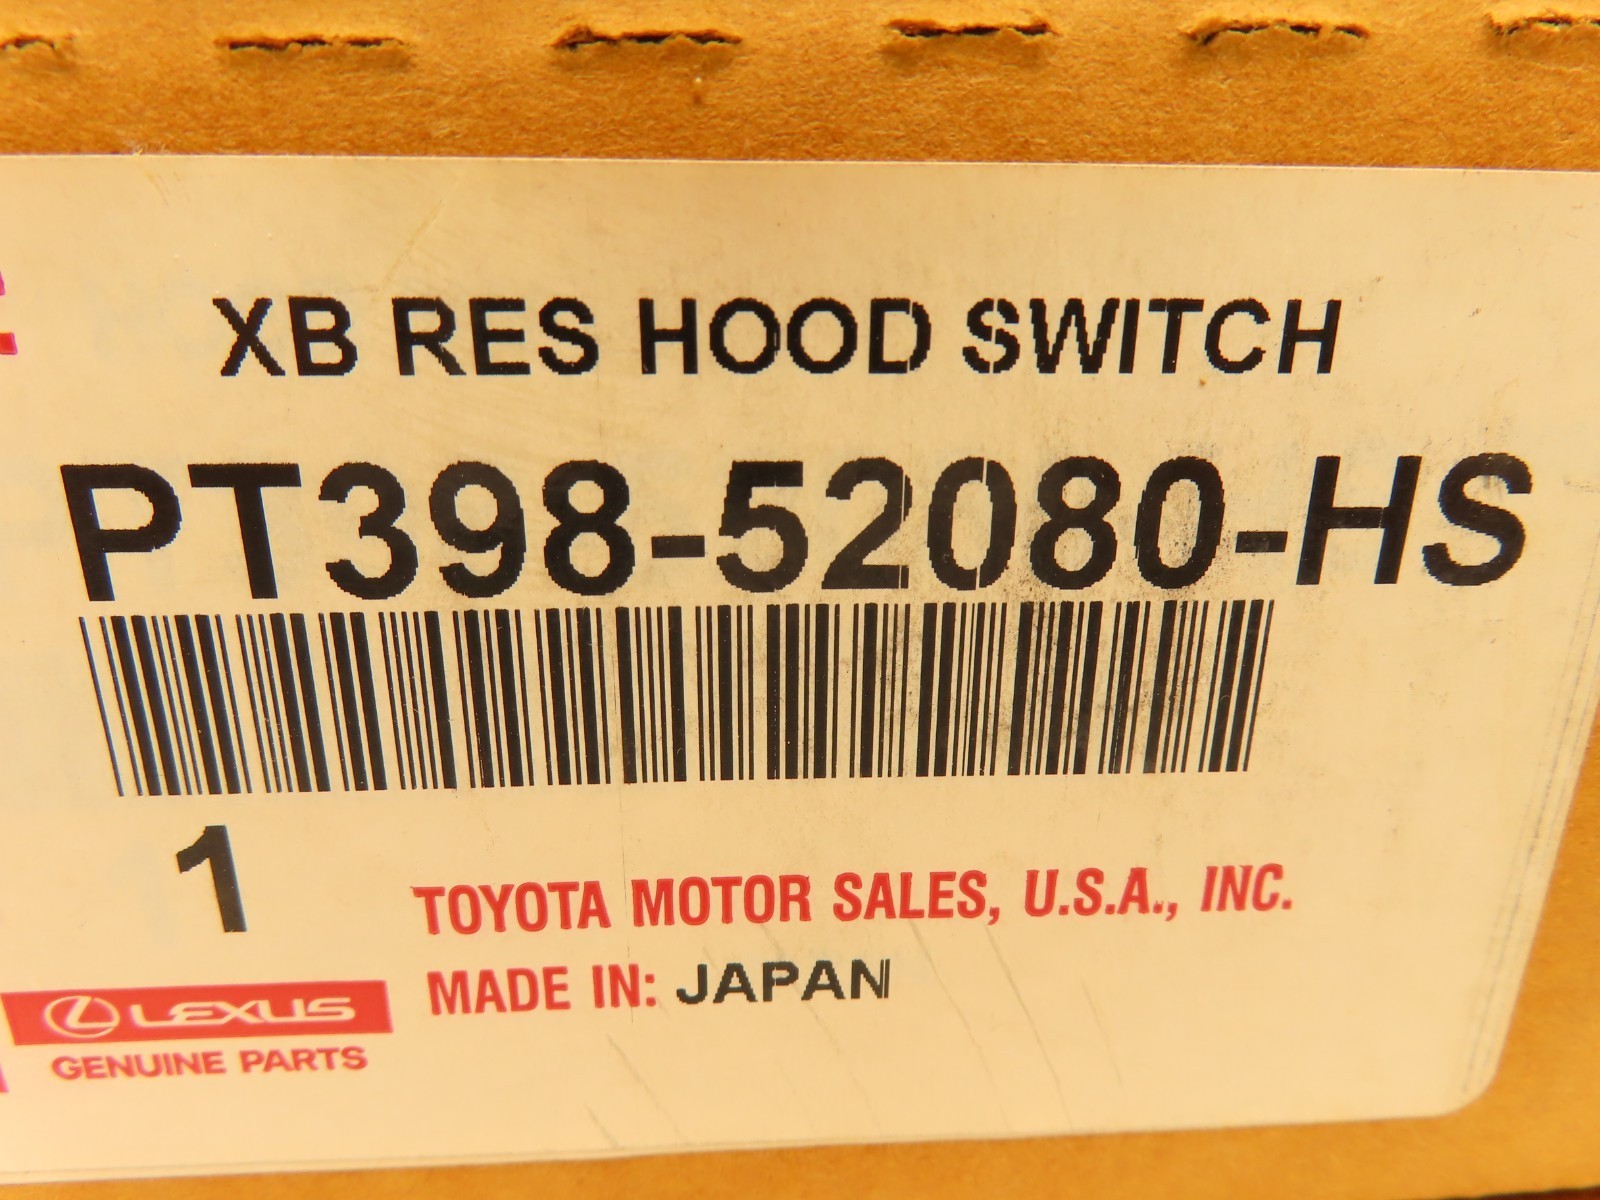 XB RES HOOD SWITCH
PT398-52080-HS
1
TOYOTA MOTOR SALES, U.S.A., INC.
MADE IN: JAPAN
LEXUS
GENUINE PARTS